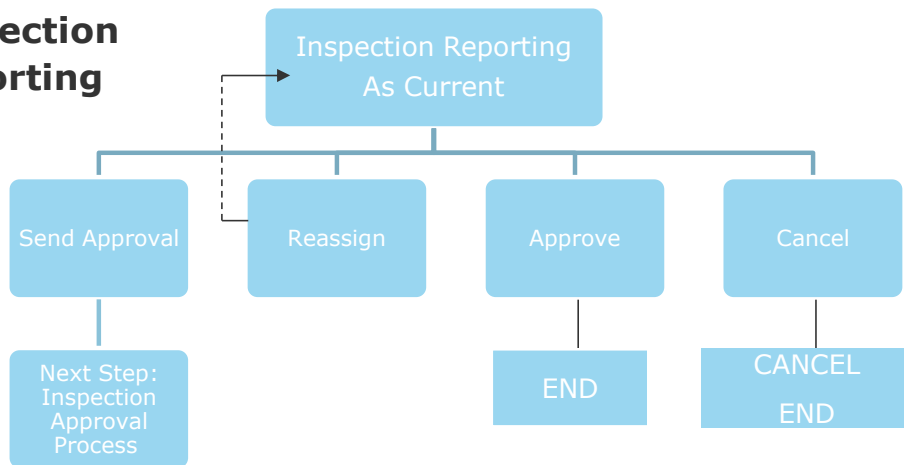 ection
orting
Inspection Reporting
As Current
Send Approval
Reassign
Approve
Cancel
Next Step:
Inspection
Approval
Process
END
CANCEL
END